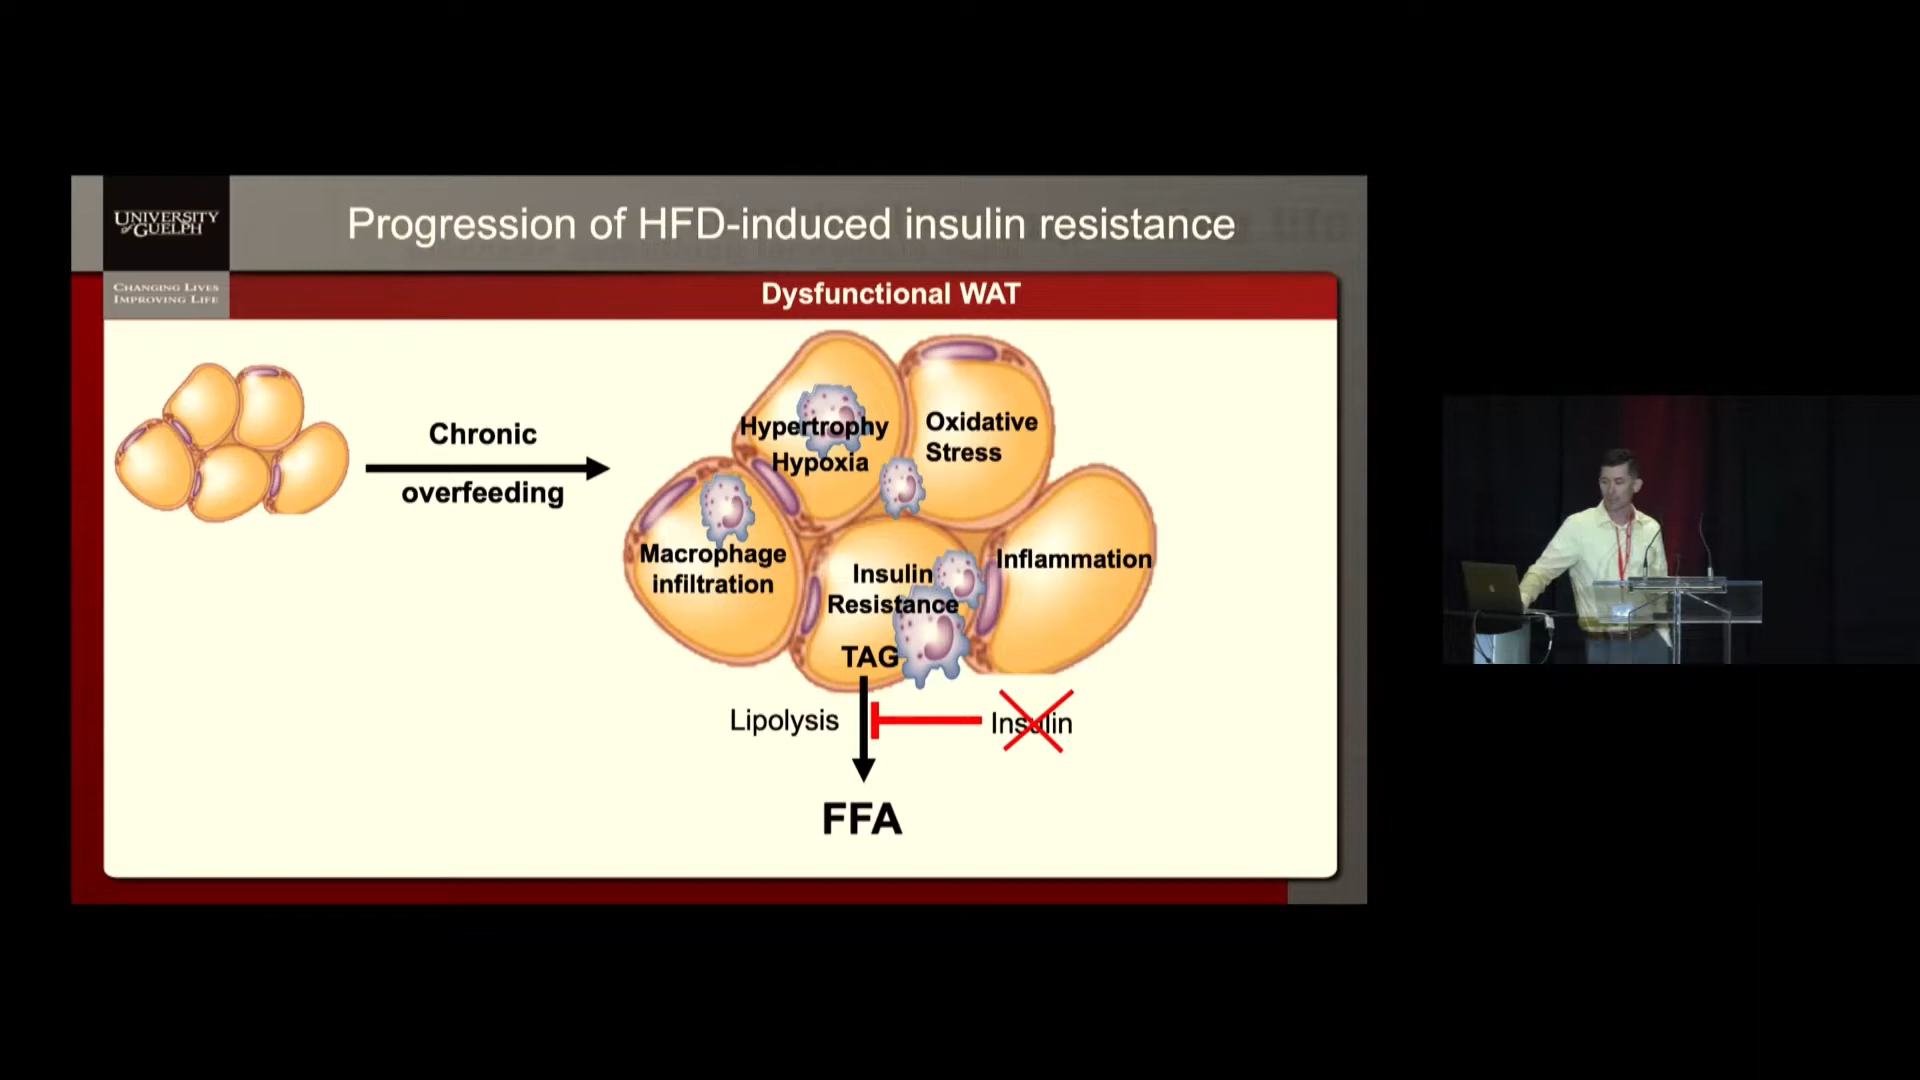 UNIVERSITY
of GUELPH
CHANGING LIVES
IMPROVING LIFE
Progression of HFD-induced insulin resistance
Dysfunctional WAT
Chronic
overfeeding
Hypertrophy
Hypoxia
Oxidative
Stress
Macrophage
infiltration
Insulin
Resistance
Inflammation
TAG
Lipolysis
Insulin
FFA